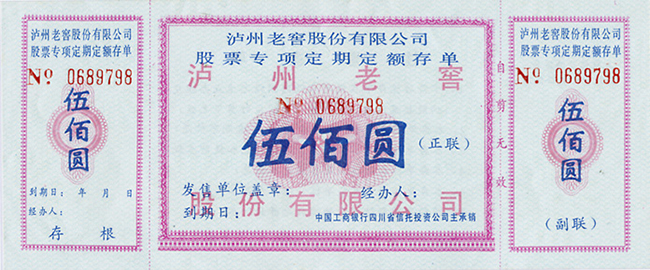 泸州老窖股份有限公司
股票专项定期定额存单
No 0689798
伍佰圆
到期日： 年 月 日
经办人：
存 根
泸州老窖股份有限公司
股票专项定期定额存单
泸州老窖
No 0689798
伍佰圆（正联）
发售单位盖章： 经办人：
股份有限公司
到期日：
中国工商银行四川省信托投资公司主承销
自剪无效
泸州老窖股份有限公司
股票专项定期定额存单
No 0689798
伍佰圆
（副联）